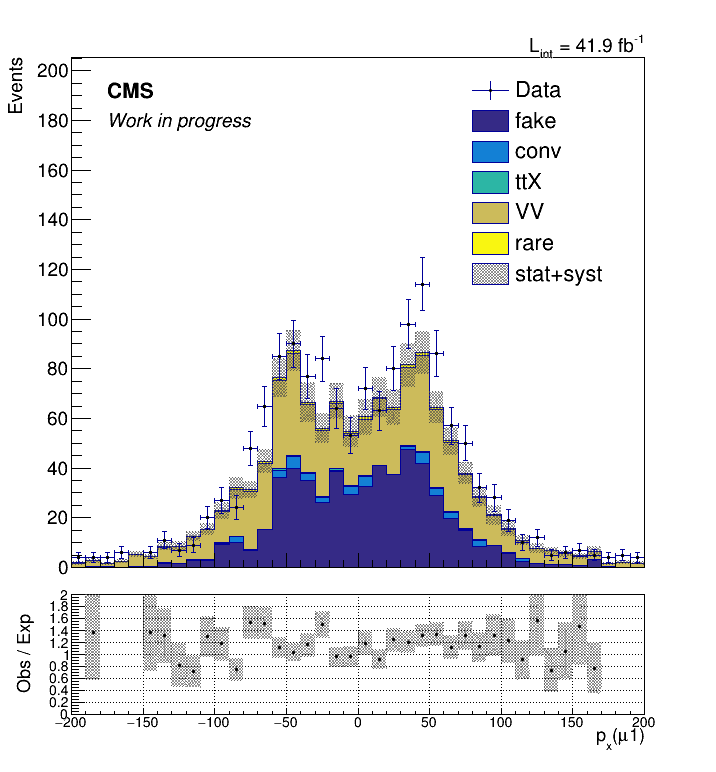 L_int = 41.9 fb^-1
Events
200
180
160
140
120
100
80
60
40
20
0
CMS
Work in progress
Data
fake
conv
ttX
VV
rare
stat+syst
Obs / Exp
2
1.8
1.6
1.4
1.2
1
0.8
0.6
0.4
0.2
0
−200 −150 −100 −50 0 50 100 150 200
p_x(μ1)